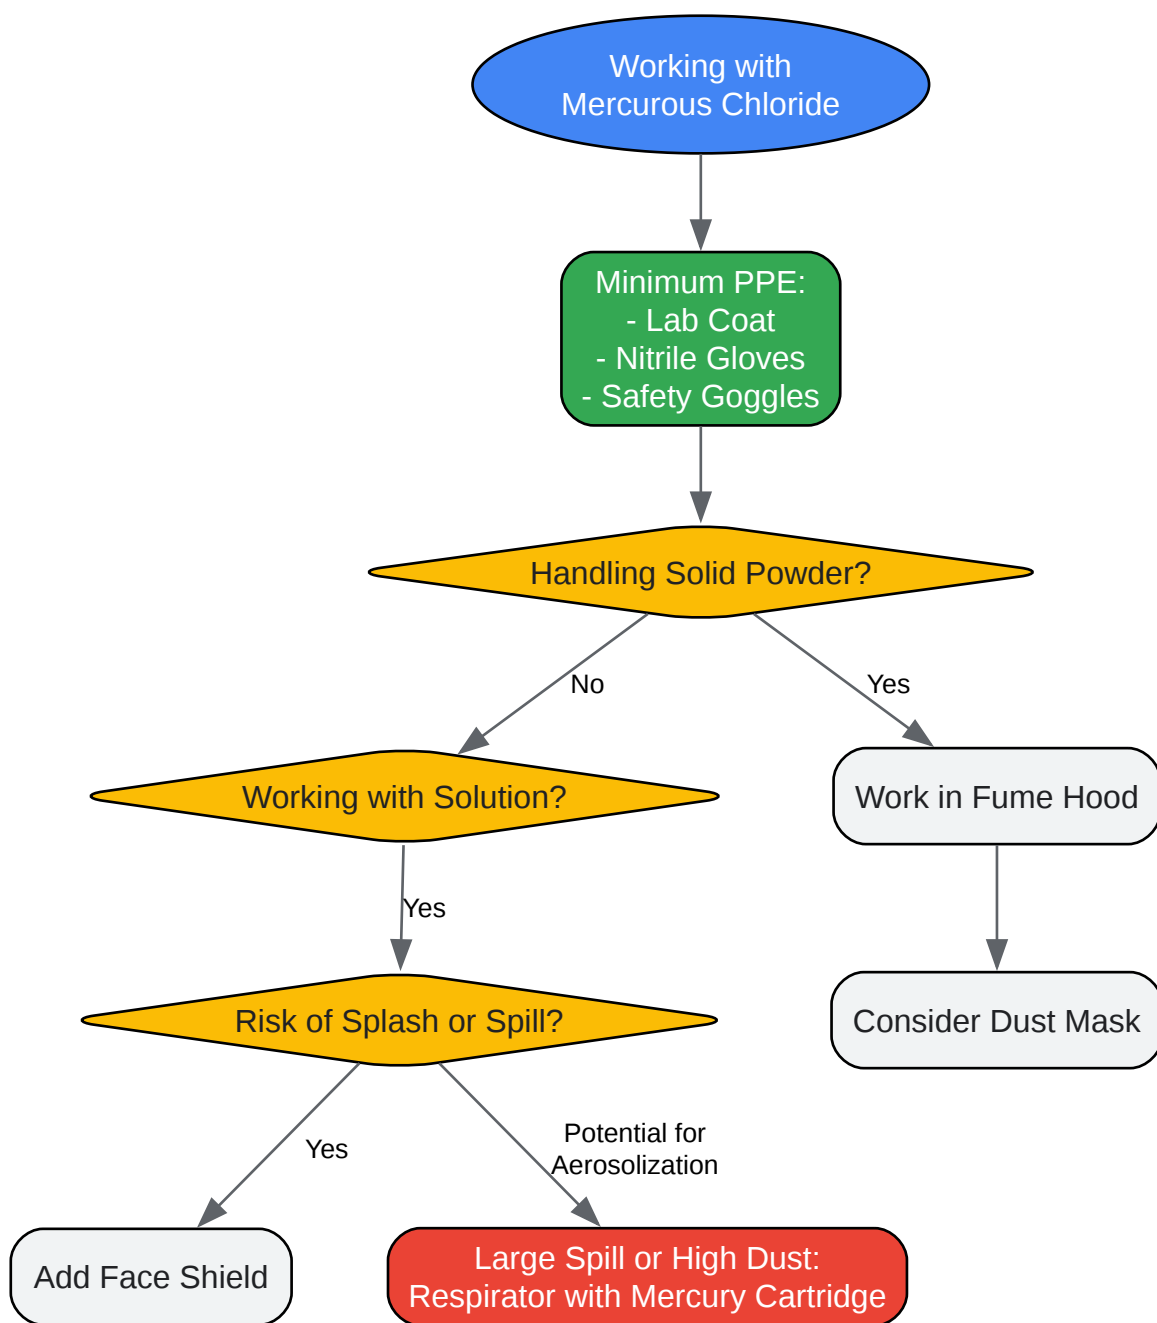 Working with
Mercurous Chloride
Minimum PPE:
- Lab Coat
- Nitrile Gloves
- Safety Goggles
Handling Solid Powder?
No
Yes
Working with Solution?
Work in Fume Hood
Yes
Risk of Splash or Spill?
Consider Dust Mask
Yes
Potential for
Aerosolization
Add Face Shield
Large Spill or High Dust:
Respirator with Mercury Cartridge